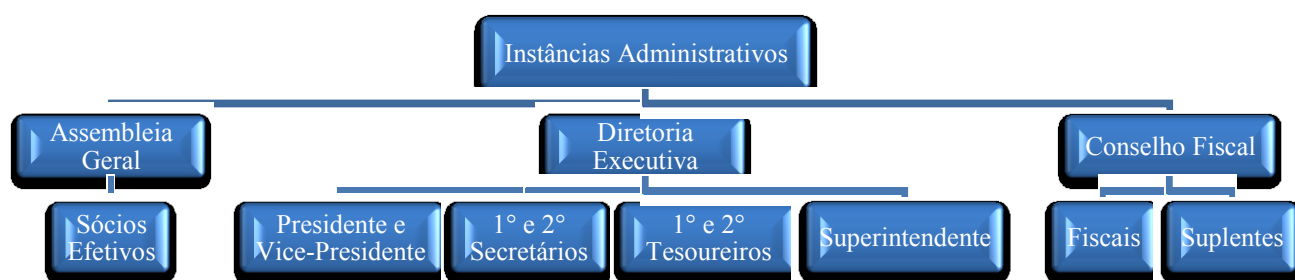 Instâncias Administrativos
Assembleia
Geral
Diretoria
Executiva
Conselho Fiscal
Sócios
Efetivos
Presidente e
Vice-Presidente
1° e 2°
Secretários
1° e 2°
Tesoureiros
Superintendente
Fiscais
Suplentes